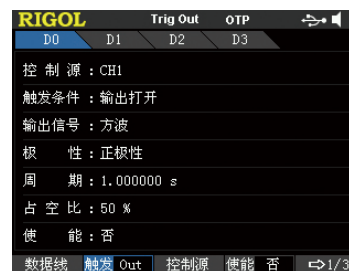 RIGOL Trig Out OTP
D0 D1 D2 D3
控制源：CH1
触发条件：输出打开
输出信号：方波
极性：正极性
周期：1.000000 s
占空比：50 %
使能：否
数据线 触发 Out 控制源 使能 否 ⇨1/3